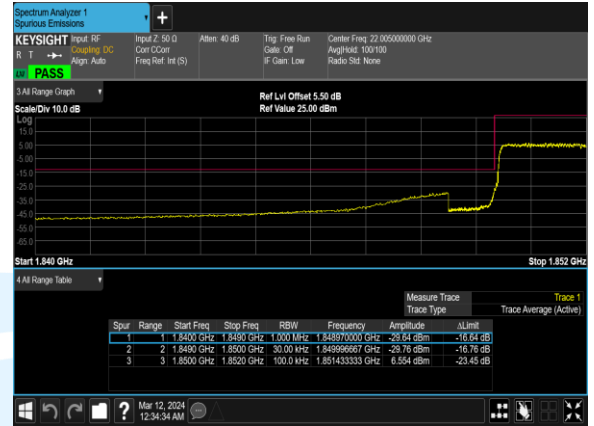 Spectrum Analyzer 1
Spurious Emissions
+
KEYSIGHT
R T
LV PASS
Input: RF
Coupling: DC
Align: Auto
Input Z: 50 Ω
Corr CCorr
Freq Ref: Int (S)
Atten: 40 dB
Trig: Free Run
Gate: Off
IF Gain: Low
Center Freq: 22.005000000 GHz
Avg|Hold: 100/100
Radio Std: None
3 All Range Graph
Scale/Div 10.0 dB
Ref Lvl Offset 5.50 dB
Ref Value 25.00 dBm
Log
15.0
5.00
-5.00
-15.0
-25.0
-35.0
-45.0
-55.0
-65.0
Start 1.840 GHz
Stop 1.852 GHz
4 All Range Table
Measure Trace Trace 1
Trace Type Trace Average (Active)
Spur Range Start Freq Stop Freq RBW Frequency Amplitude ΔLimit
1 1 1.8400 GHz 1.8490 GHz 1.000 MHz 1.848970000 GHz -29.64 dBm -16.64 dB
2 2 1.8490 GHz 1.8500 GHz 30.00 kHz 1.849996667 GHz -29.76 dBm -16.76 dB
3 3 1.8500 GHz 1.8520 GHz 100.0 kHz 1.851433333 GHz 6.554 dBm -23.45 dB
?
Mar 12, 2024
12:34:34 AM